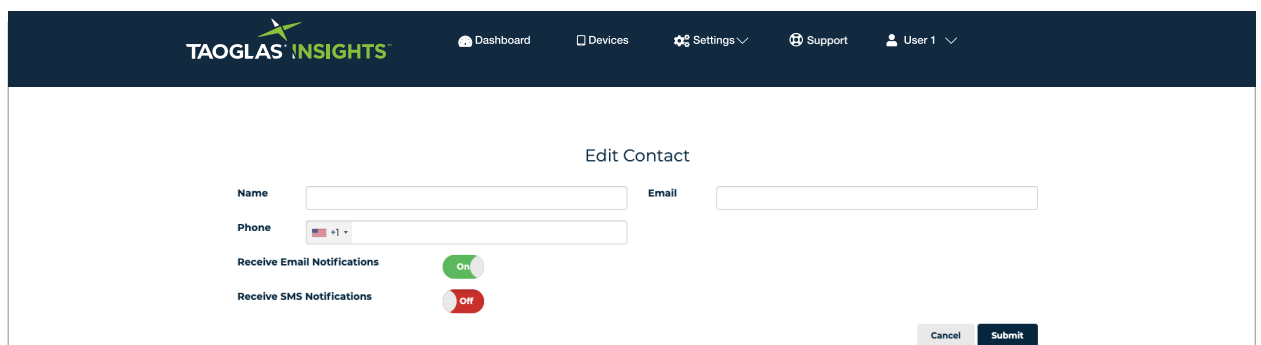 TAOGLAS INSIGHTS™
Dashboard Devices Settings Support User 1
Edit Contact
Name Email
Phone +1
Receive Email Notifications On
Receive SMS Notifications Off
Cancel Submit